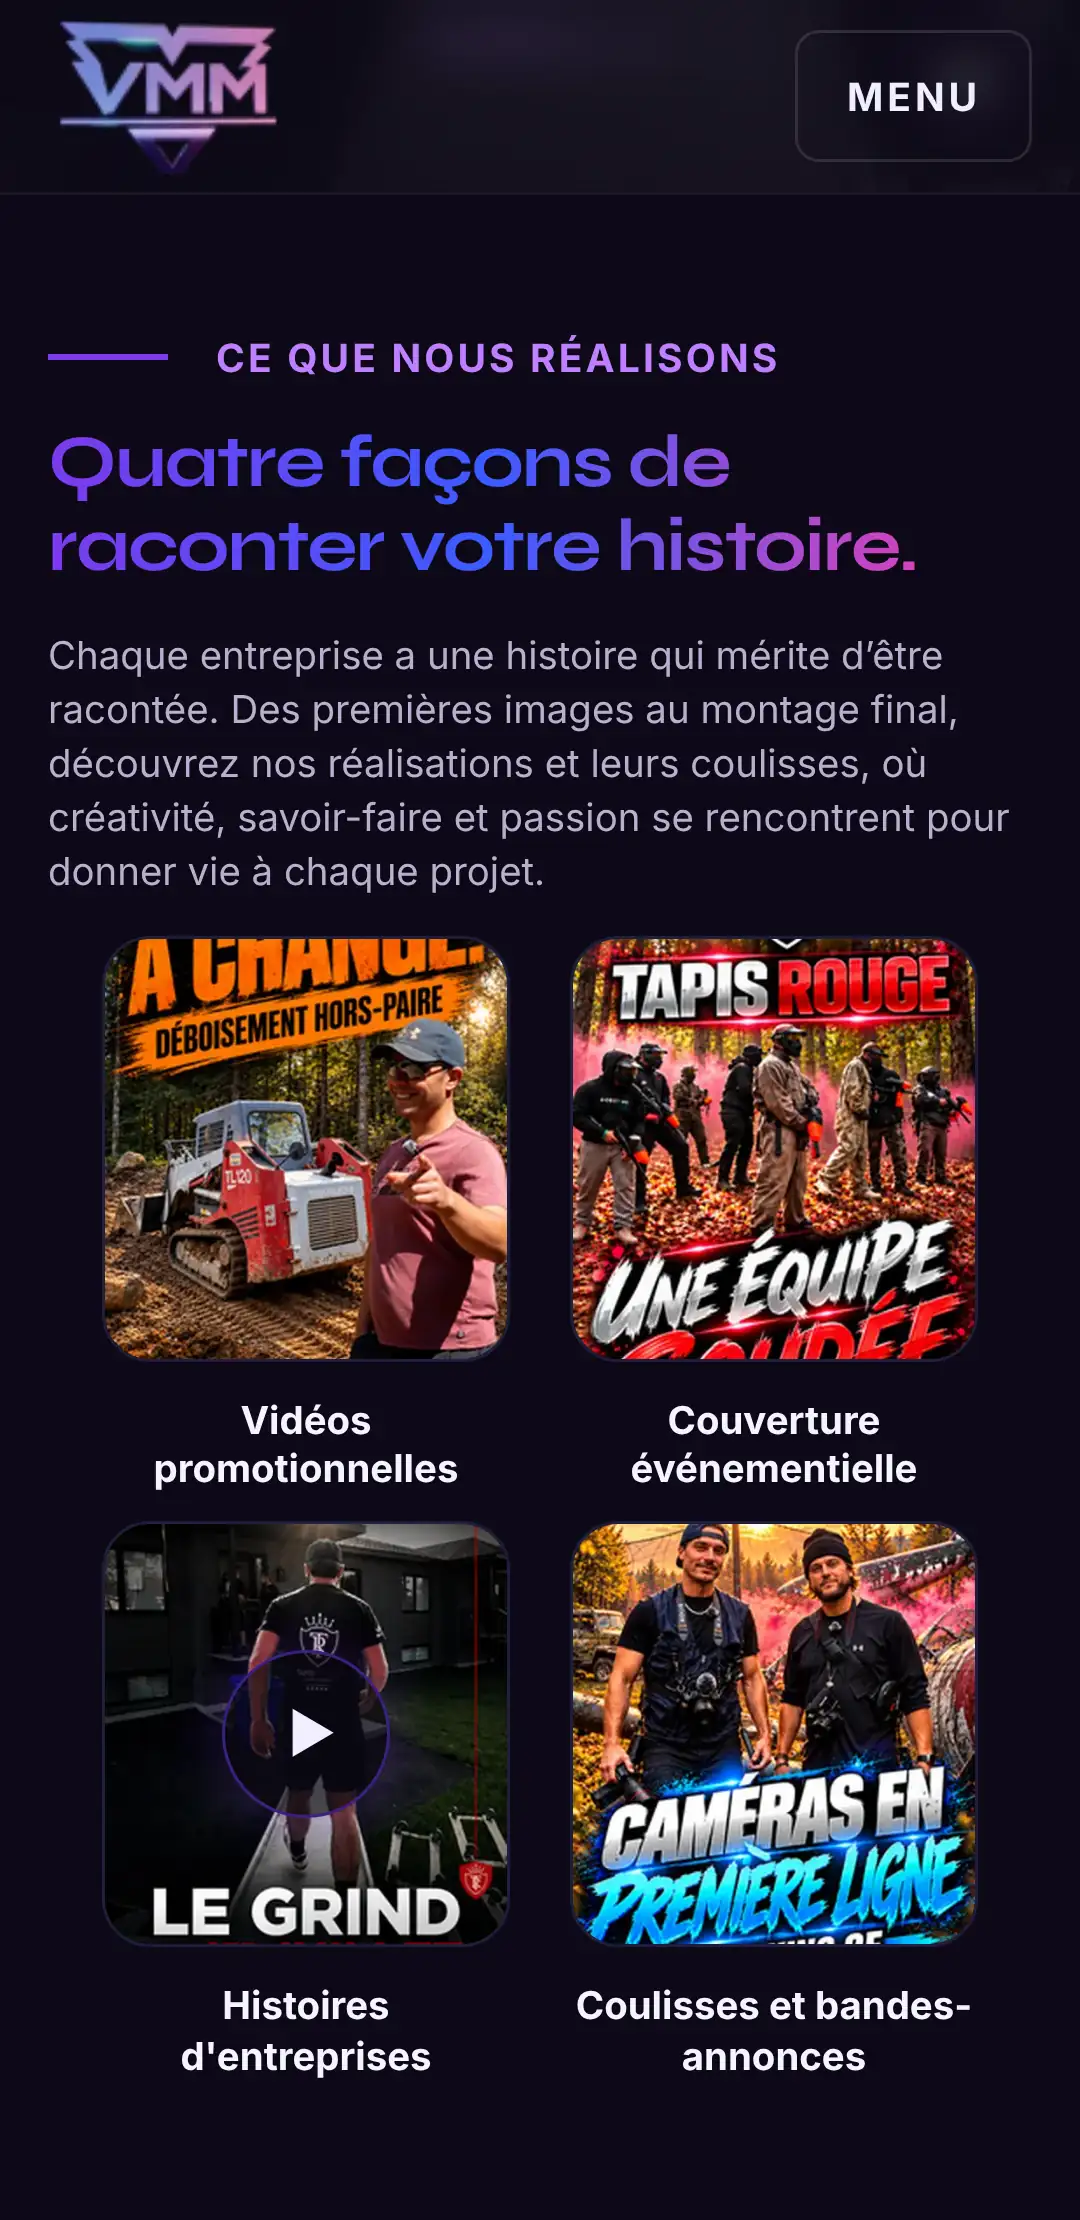 VMM
MENU
CE QUE NOUS RÉALISONS
Quatre façons de
raconter votre histoire.
Chaque entreprise a une histoire qui mérite d’être
racontée. Des premières images au montage final,
découvrez nos réalisations et leurs coulisses, où
créativité, savoir-faire et passion se rencontrent pour
donner vie à chaque projet.
A CHANGER
DÉBOISEMENT HORS-PAIRE
TL120
TAPIS ROUGE
UNE ÉQUIPE
SOUDÉE
Vidéos
promotionnelles
Couverture
événementielle
LE GRIND
CAMÉRAS EN
PREMIÈRE LIGNE
Histoires
d'entreprises
Coulisses et bandes-
annonces